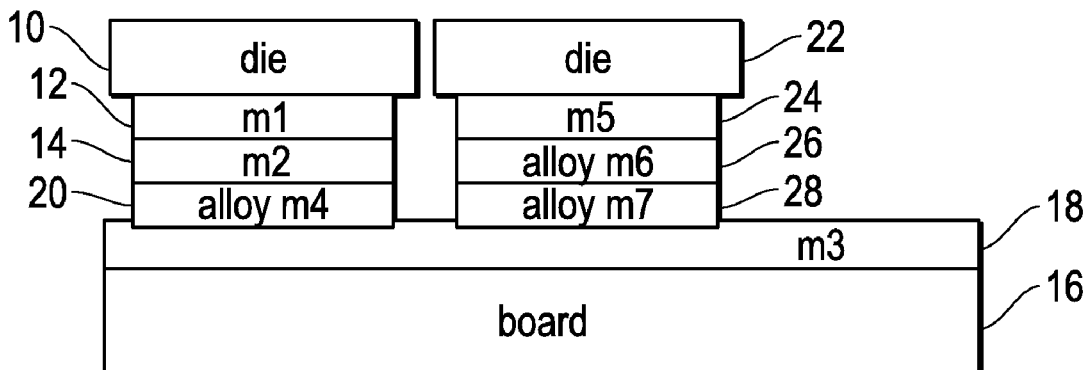 10 die die 22
12 m1 m5 24
14 m2 alloy m6 26
20 alloy m4 alloy m7 28
m3 18
board 16